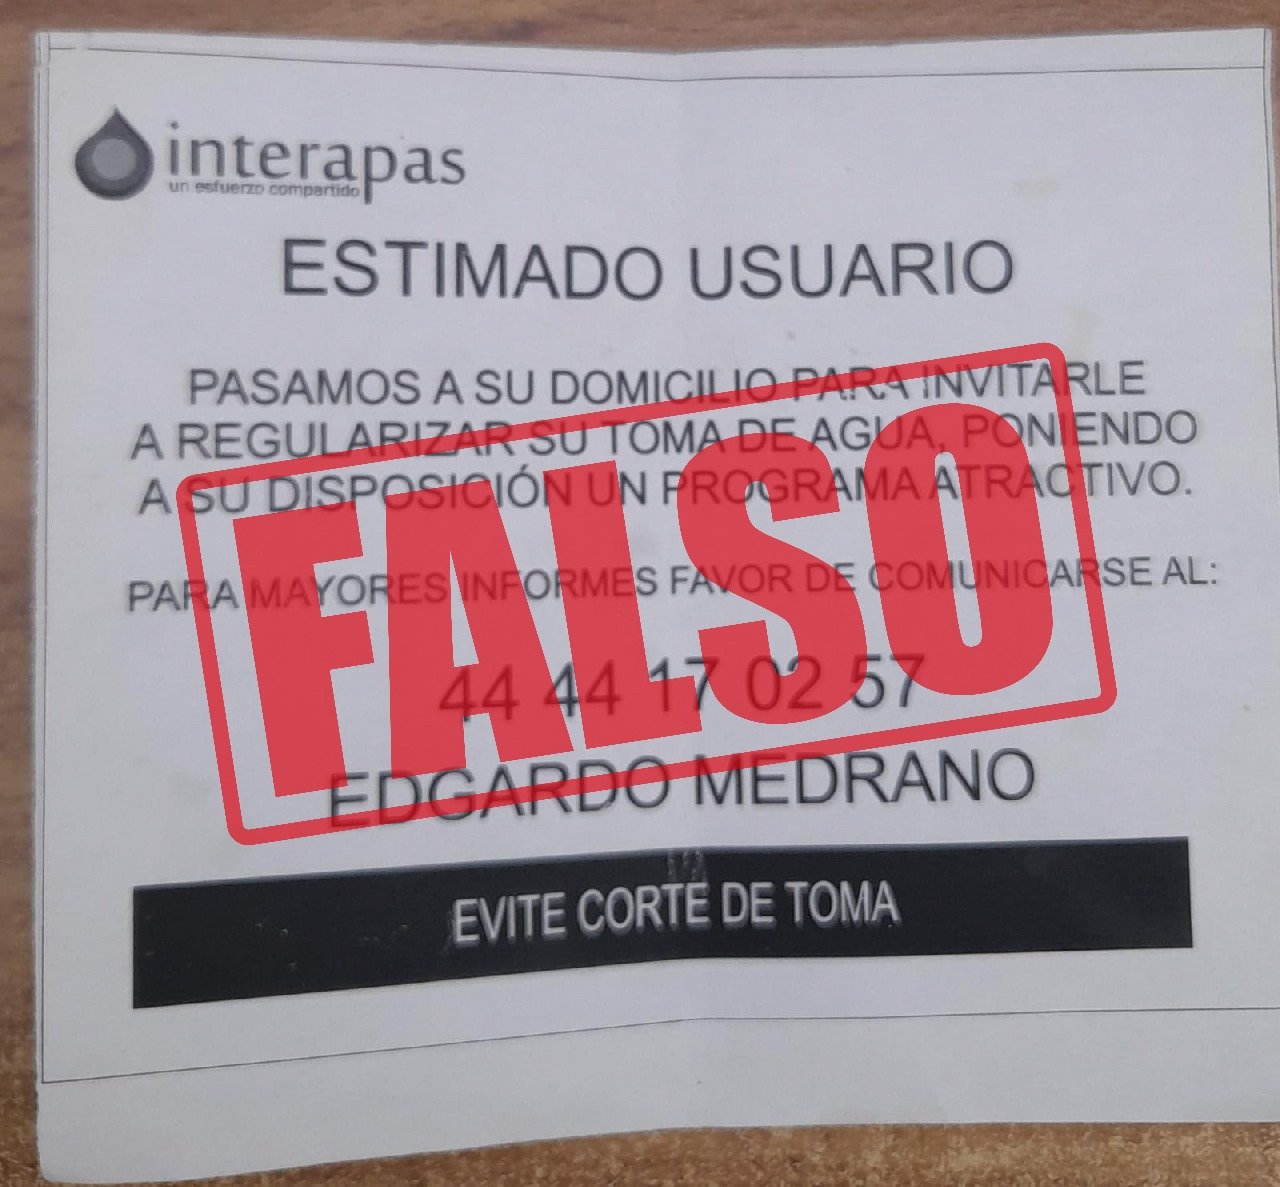 interapas
un esfuerzo compartido
ESTIMADO USUARIO
PASAMOS A SU DOMICILIO PARA INVITARLE
A REGULARIZAR SU TOMA DE AGUA, PONIENDO
A SU DISPOSICIÓN UN PROGRAMA ATRACTIVO.
PARA MAYORES INFORMES FAVOR DE COMUNICARSE AL:
44 44 17 02 57
EDGARDO MEDRANO
EVITE CORTE DE TOMA
FALSO